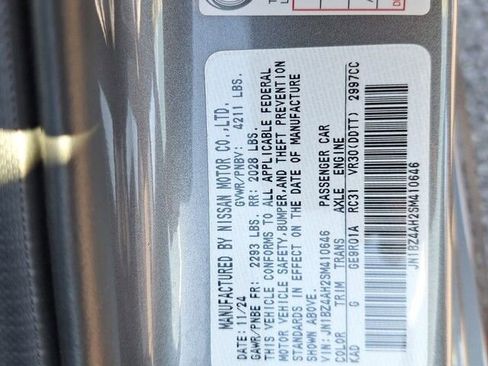 MANUFACTURED BY NISSAN MOTOR CO.,LTD.
DATE: 11/24 GVWR/PNBV: 4211 LBS.
GAWR/PNBE FR: 2293 LBS. RR: 2028 LBS.
THIS VEHICLE CONFORMS TO ALL APPLICABLE FEDERAL
MOTOR VEHICLE SAFETY,BUMPER,AND THEFT PREVENTION
STANDARDS IN EFFECT ON THE DATE OF MANUFACTURE
SHOWN ABOVE.
VIN: JN1BZ4AH2SM410646 PASSENGER CAR
COLOR TRIM TRANS AXLE ENGINE
KAD G GE9R01A RC31 VR30(DDTT) 2997CC
JN1BZ4AH2SM410646